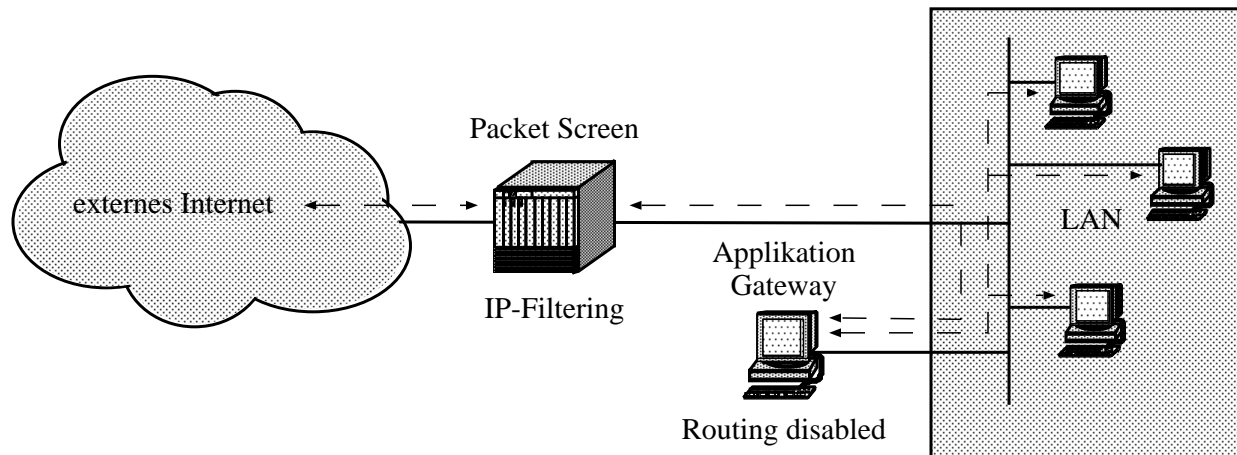 Packet Screen
externes Internet
IP-Filtering
Applikation
Gateway
Routing disabled
LAN